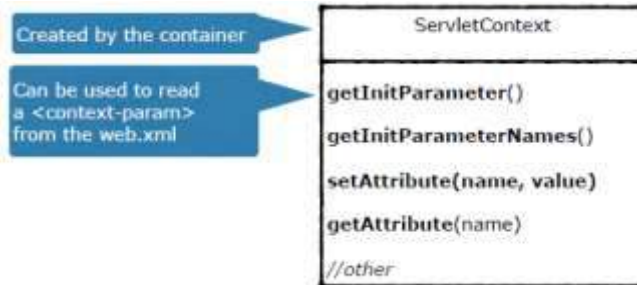 Created by the container
ServletContext
Can be used to read
a <context-param>
from the web.xml
getInitParameter()
getInitParameterNames()
setAttribute(name, value)
getAttribute(name)
//other